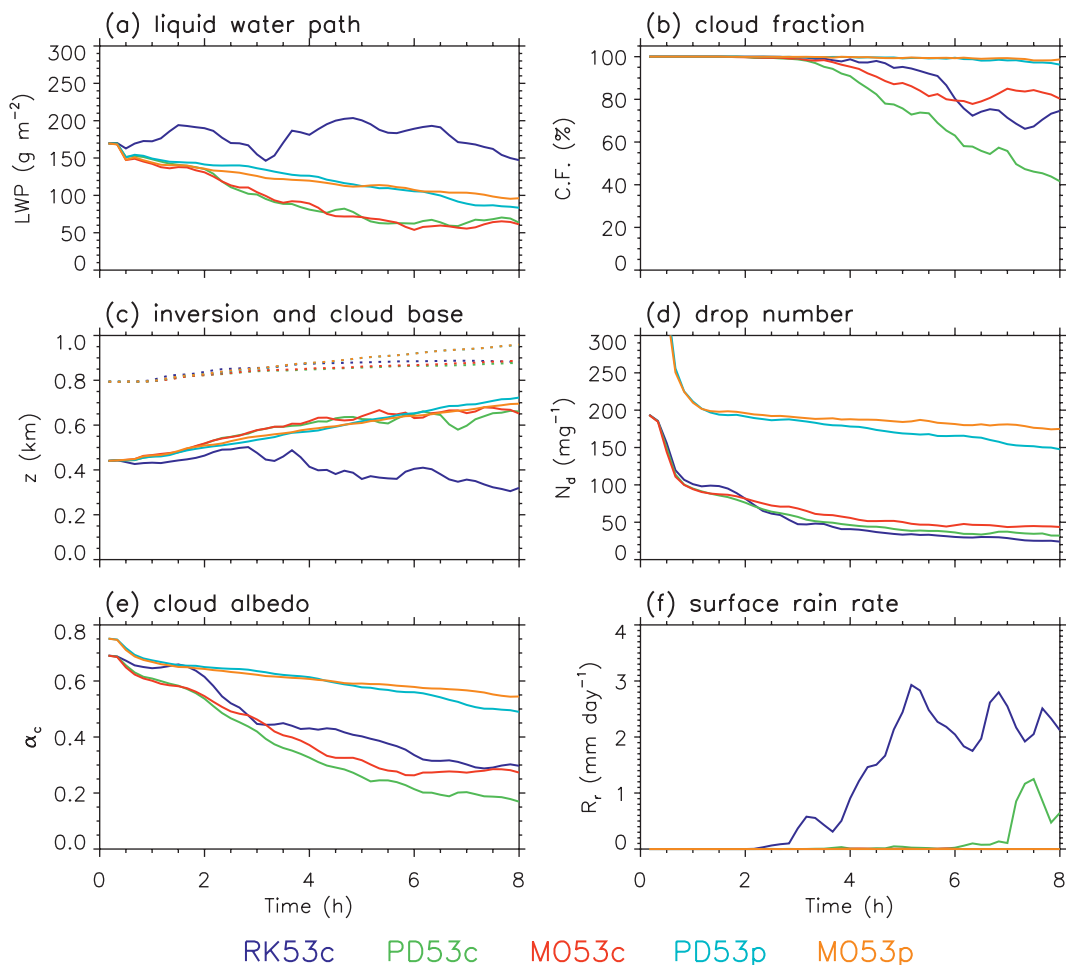 (a) liquid water path
(b) cloud fraction
300
250
200
150
100
50
0
LWP (g m⁻²)
100
80
60
40
20
0
C.F. (%)
(c) inversion and cloud base
(d) drop number
1.0
0.8
0.6
0.4
0.2
0.0
z (km)
300
250
200
150
100
50
0
N_d (mg⁻¹)
(e) cloud albedo
(f) surface rain rate
0.8
0.6
0.4
0.2
0.0
α_c
4
3
2
1
0
R_r (mm day⁻¹)
0 2 4 6 8
0 2 4 6 8
Time (h)
Time (h)
RK53c PD53c MO53c PD53p MO53p